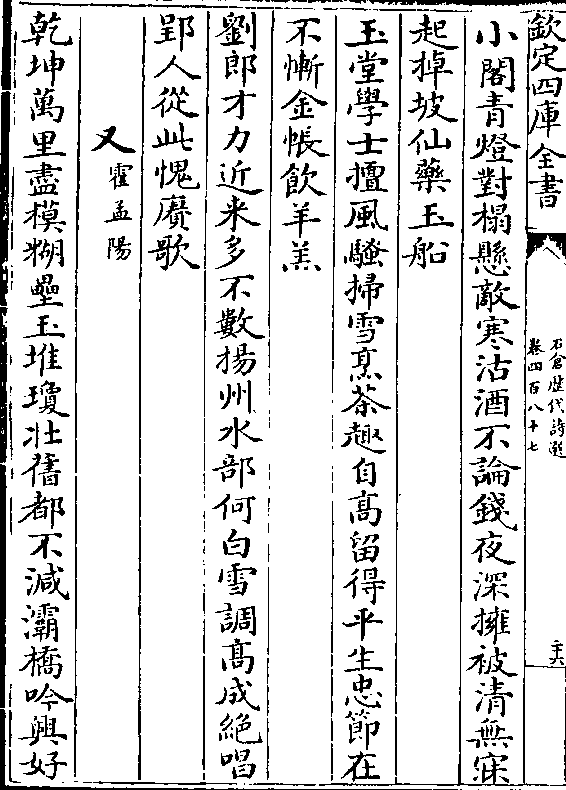 欽定四庫全書
石倉歷代詩選
卷四百八十七
二十六
小閣青燈對榻懸敵寒沽酒不論錢夜深擁被清無寐
起掉坡仙藥玉船
玉堂學士擅風騷掃雪烹茶趣自髙留得平生忠節在
不慚金帳飲羊羔
劉郎才力近来多不數揚州水部何白雪調髙成絶唱
郢人從此愧賡歌
又霍孟陽
乾坤萬里盡模糊壘玉堆瓊壯舊都不減灞橋吟興好